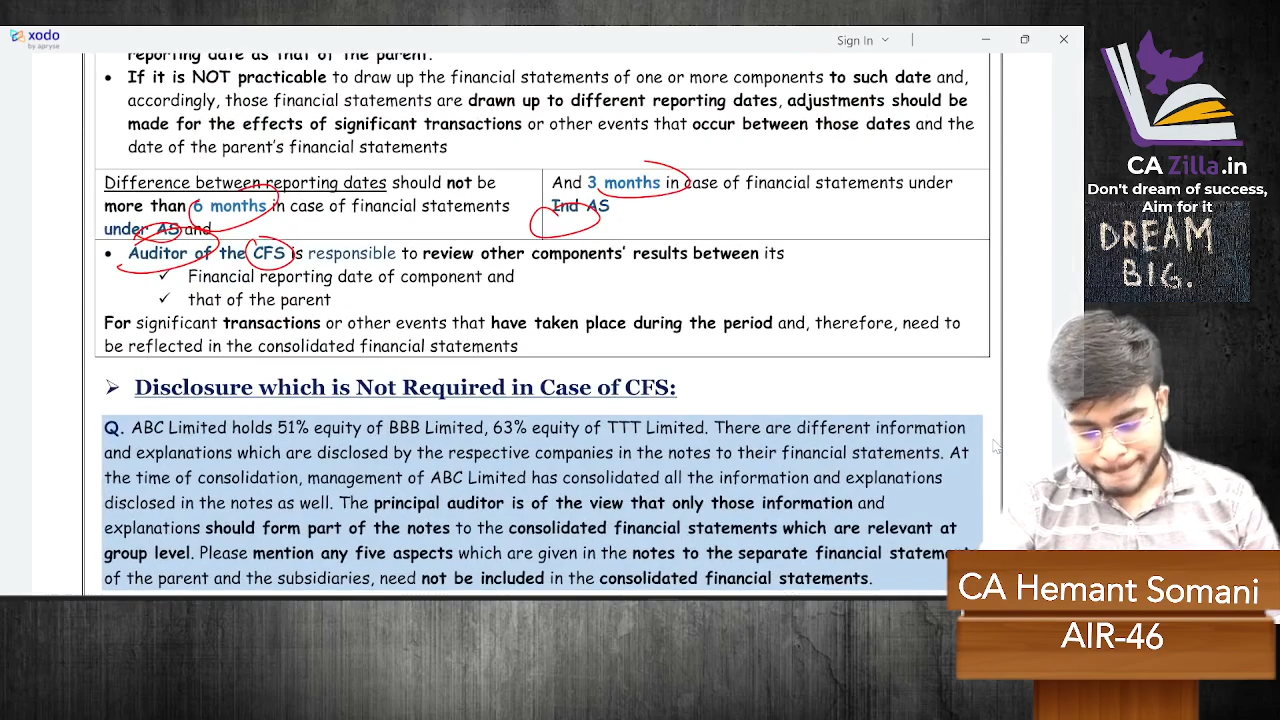 xodo
by apryse
Sign In
reporting date as that of the parent.
• If it is NOT practicable to draw up the financial statements of one or more components to such date and,
accordingly, those financial statements are drawn up to different reporting dates, adjustments should be
made for the effects of significant transactions or other events that occur between those dates and the
date of the parent's financial statements
Difference between reporting dates should not be
more than 6 months in case of financial statements
under AS and
And 3 months in case of financial statements under
Ind AS
• Auditor of the CFS is responsible to review other components' results between its
✓ Financial reporting date of component and
✓ that of the parent
For significant transactions or other events that have taken place during the period and, therefore, need to
be reflected in the consolidated financial statements
➢ Disclosure which is Not Required in Case of CFS:
Q. ABC Limited holds 51% equity of BBB Limited, 63% equity of TTT Limited. There are different information
and explanations which are disclosed by the respective companies in the notes to their financial statements. At
the time of consolidation, management of ABC Limited has consolidated all the information and explanations
disclosed in the notes as well. The principal auditor is of the view that only those information and
explanations should form part of the notes to the consolidated financial statements which are relevant at
group level. Please mention any five aspects which are given in the notes to the separate financial
of the parent and the subsidiaries, need not be included in the consolidated financial statements.
CA Zilla.in
Don't dream of success,
Aim for it
DREAM
BIG.
CA Hemant Somani
AIR-46